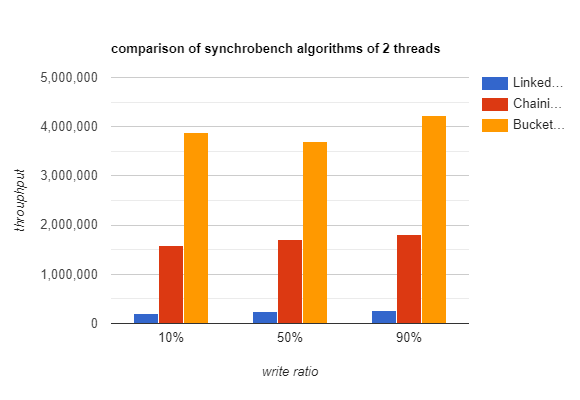 comparison of synchrobench algorithms of 2 threads
5,000,000
4,000,000
3,000,000
2,000,000
1,000,000
0
throuphput
10%
50%
90%
write ratio
Linked…
Chaini…
Bucket…